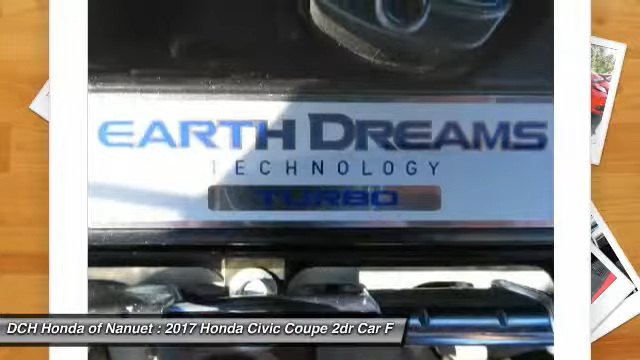 EARTH DREAMS
TECHNOLOGY
TURBO
DCH Honda of Nanuet : 2017 Honda Civic Coupe 2dr Car F